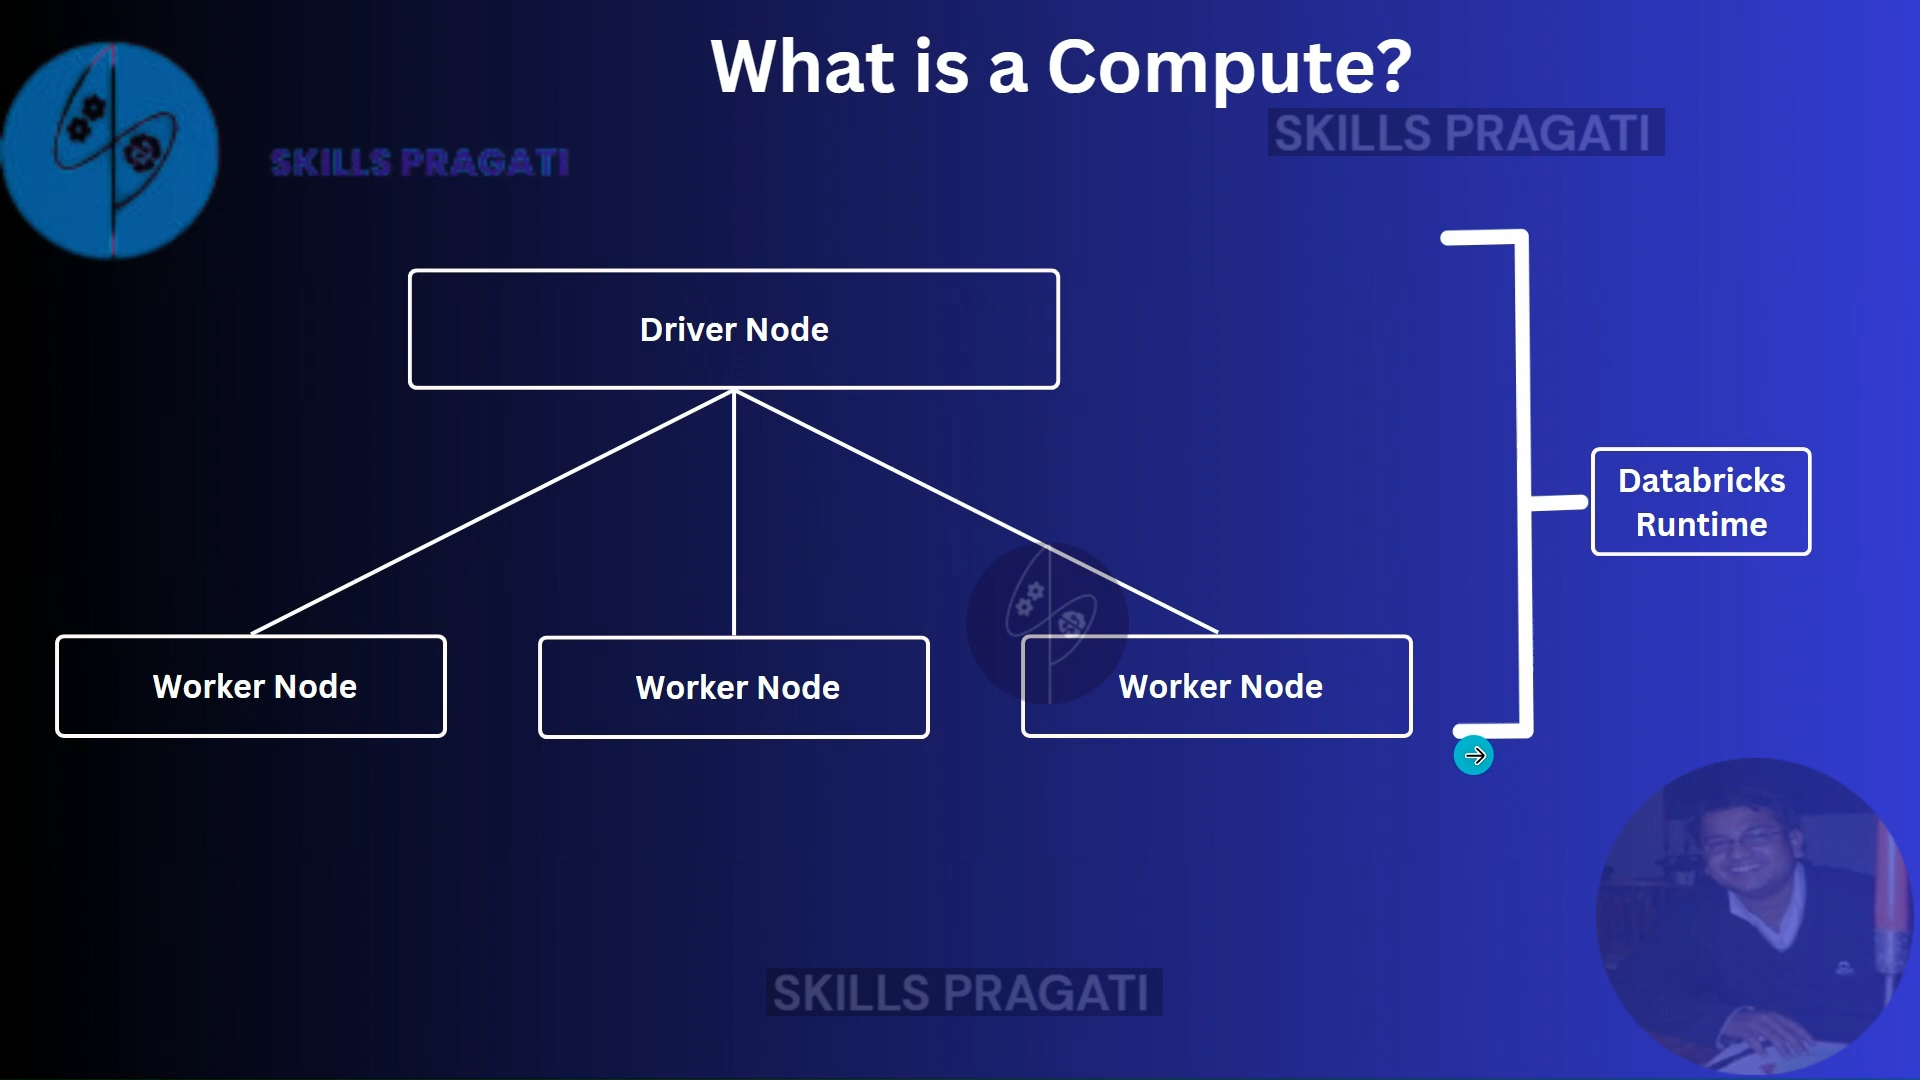 What is a Compute?
SKILLS PRAGATI
SKILLS PRAGATI
Driver Node
Databricks
Runtime
Worker Node
Worker Node
Worker Node
SKILLS PRAGATI